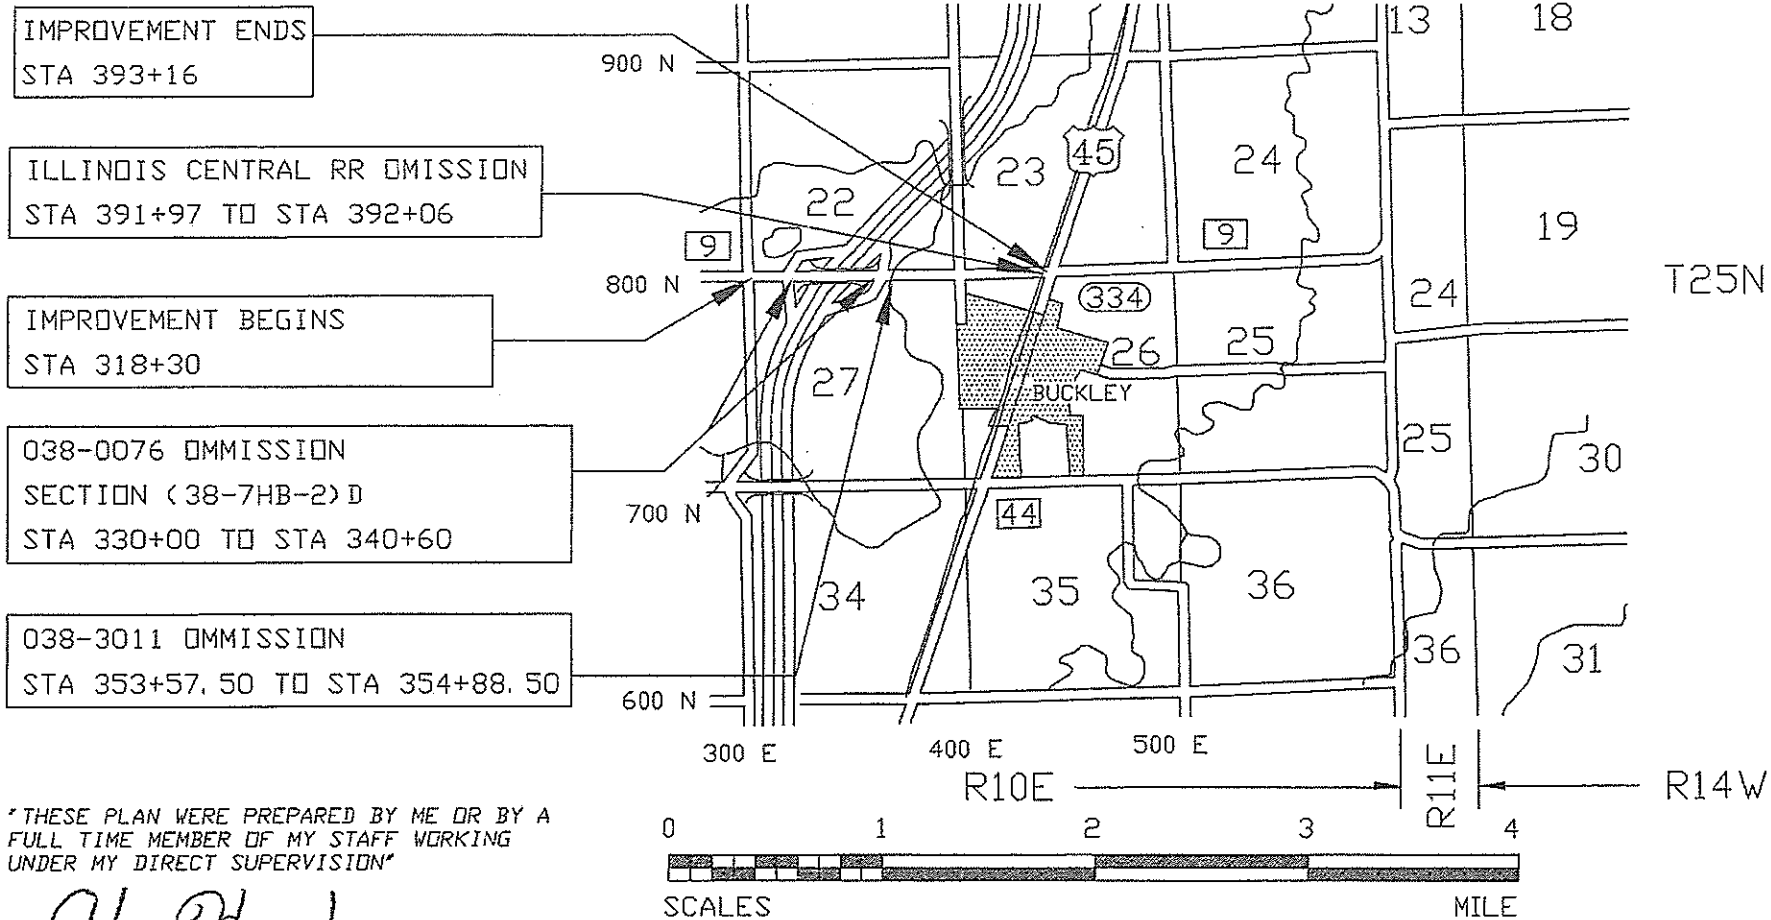 IMPROVEMENT ENDS
STA 393+16
ILLINOIS CENTRAL RR OMISSION
STA 391+97 TO STA 392+06
IMPROVEMENT BEGINS
STA 318+30
038-0076 OMMISSION
SECTION (38-7HB-2)D
STA 330+00 TO STA 340+60
038-3011 OMMISSION
STA 353+57.50 TO STA 354+88.50
900 N
13
18
45
22
23
24
9
9
19
800 N
334
24
T25N
27
26
25
BUCKLEY
25
30
700 N
44
34
35
36
36
31
600 N
300 E
400 E
500 E
R10E
R11E
R14W
"THESE PLAN WERE PREPARED BY ME OR BY A
FULL TIME MEMBER OF MY STAFF WORKING
UNDER MY DIRECT SUPERVISION"
0 1 2 3 4
SCALES MILE